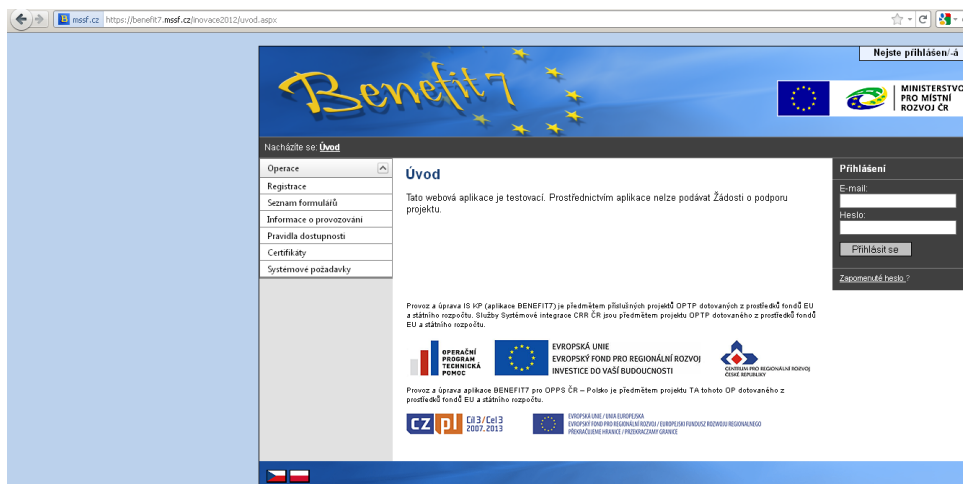 mssf.cz https://benefit7.mssf.cz/inovace2012/uvod.aspx
Nejste přihlášen/-á
Benefit7
MINISTERSTVO
PRO MÍSTNÍ
ROZVOJ ČR
Nacházíte se: Úvod
Operace
Registrace
Seznam formulářů
Informace o provozování
Pravidla dostupnosti
Certifikáty
Systémové požadavky
Úvod
Tato webová aplikace je testovací. Prostřednictvím aplikace nelze podávat Žádosti o podporu
projektu.
Přihlášení
E-mail:
Heslo:
Přihlásit se
Zapomenuté heslo ?
Provoz a úprava IS KP (aplikace BENEFIT7) je předmětem příslušných projektů OPTP dotovaných z prostředků fondů EU
a státního rozpočtu. Služby Systémové integrace CRR ČR jsou předmětem projektu OPTP dotovaného z prostředků fondů
EU a státního rozpočtu.
OPERAČNÍ
PROGRAM
TECHNICKÁ
POMOC
EVROPSKÁ UNIE
EVROPSKÝ FOND PRO REGIONÁLNÍ ROZVOJ
INVESTICE DO VAŠÍ BUDOUCNOSTI
CENTRUM PRO REGIONÁLNÍ ROZVOJ
ČESKÉ REPUBLIKY
Provoz a úprava aplikace BENEFIT7 pro OPPS ČR – Polsko je předmětem projektu TA tohoto OP dotovaného z
prostředků fondů EU a státního rozpočtu.
CZ pl Cíl 3/Cel 3
2007.2013
EVROPSKÁ UNIE / UNIA EUROPEJSKA
EVROPSKÝ FOND PRO REGIONÁLNÍ ROZVOJ / EUROPEJSKI FUNDUSZ ROZWOJU REGIONALNEGO
PŘEKRAČUJEME HRANICE / PRZEKRACZAMY GRANICE